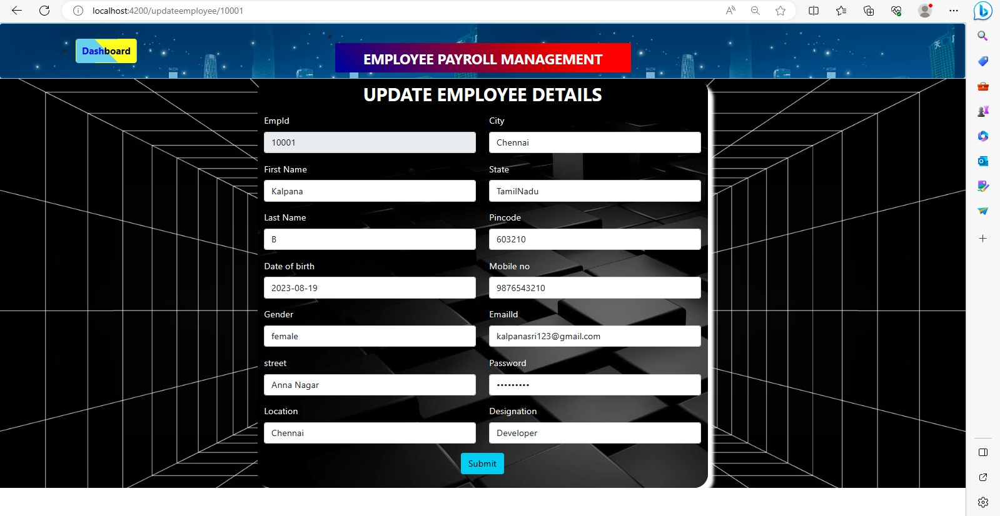 localhost:4200/updateemployee/10001
Dashboard
EMPLOYEE PAYROLL MANAGEMENT
UPDATE EMPLOYEE DETAILS
EmpId
10001
City
Chennai
First Name
Kalpana
State
TamilNadu
Last Name
B
Pincode
603210
Date of birth
2023-08-19
Mobile no
9876543210
Gender
female
EmailId
kalpanasri123@gmail.com
street
Anna Nagar
Password
•••••••••
Location
Chennai
Designation
Developer
Submit